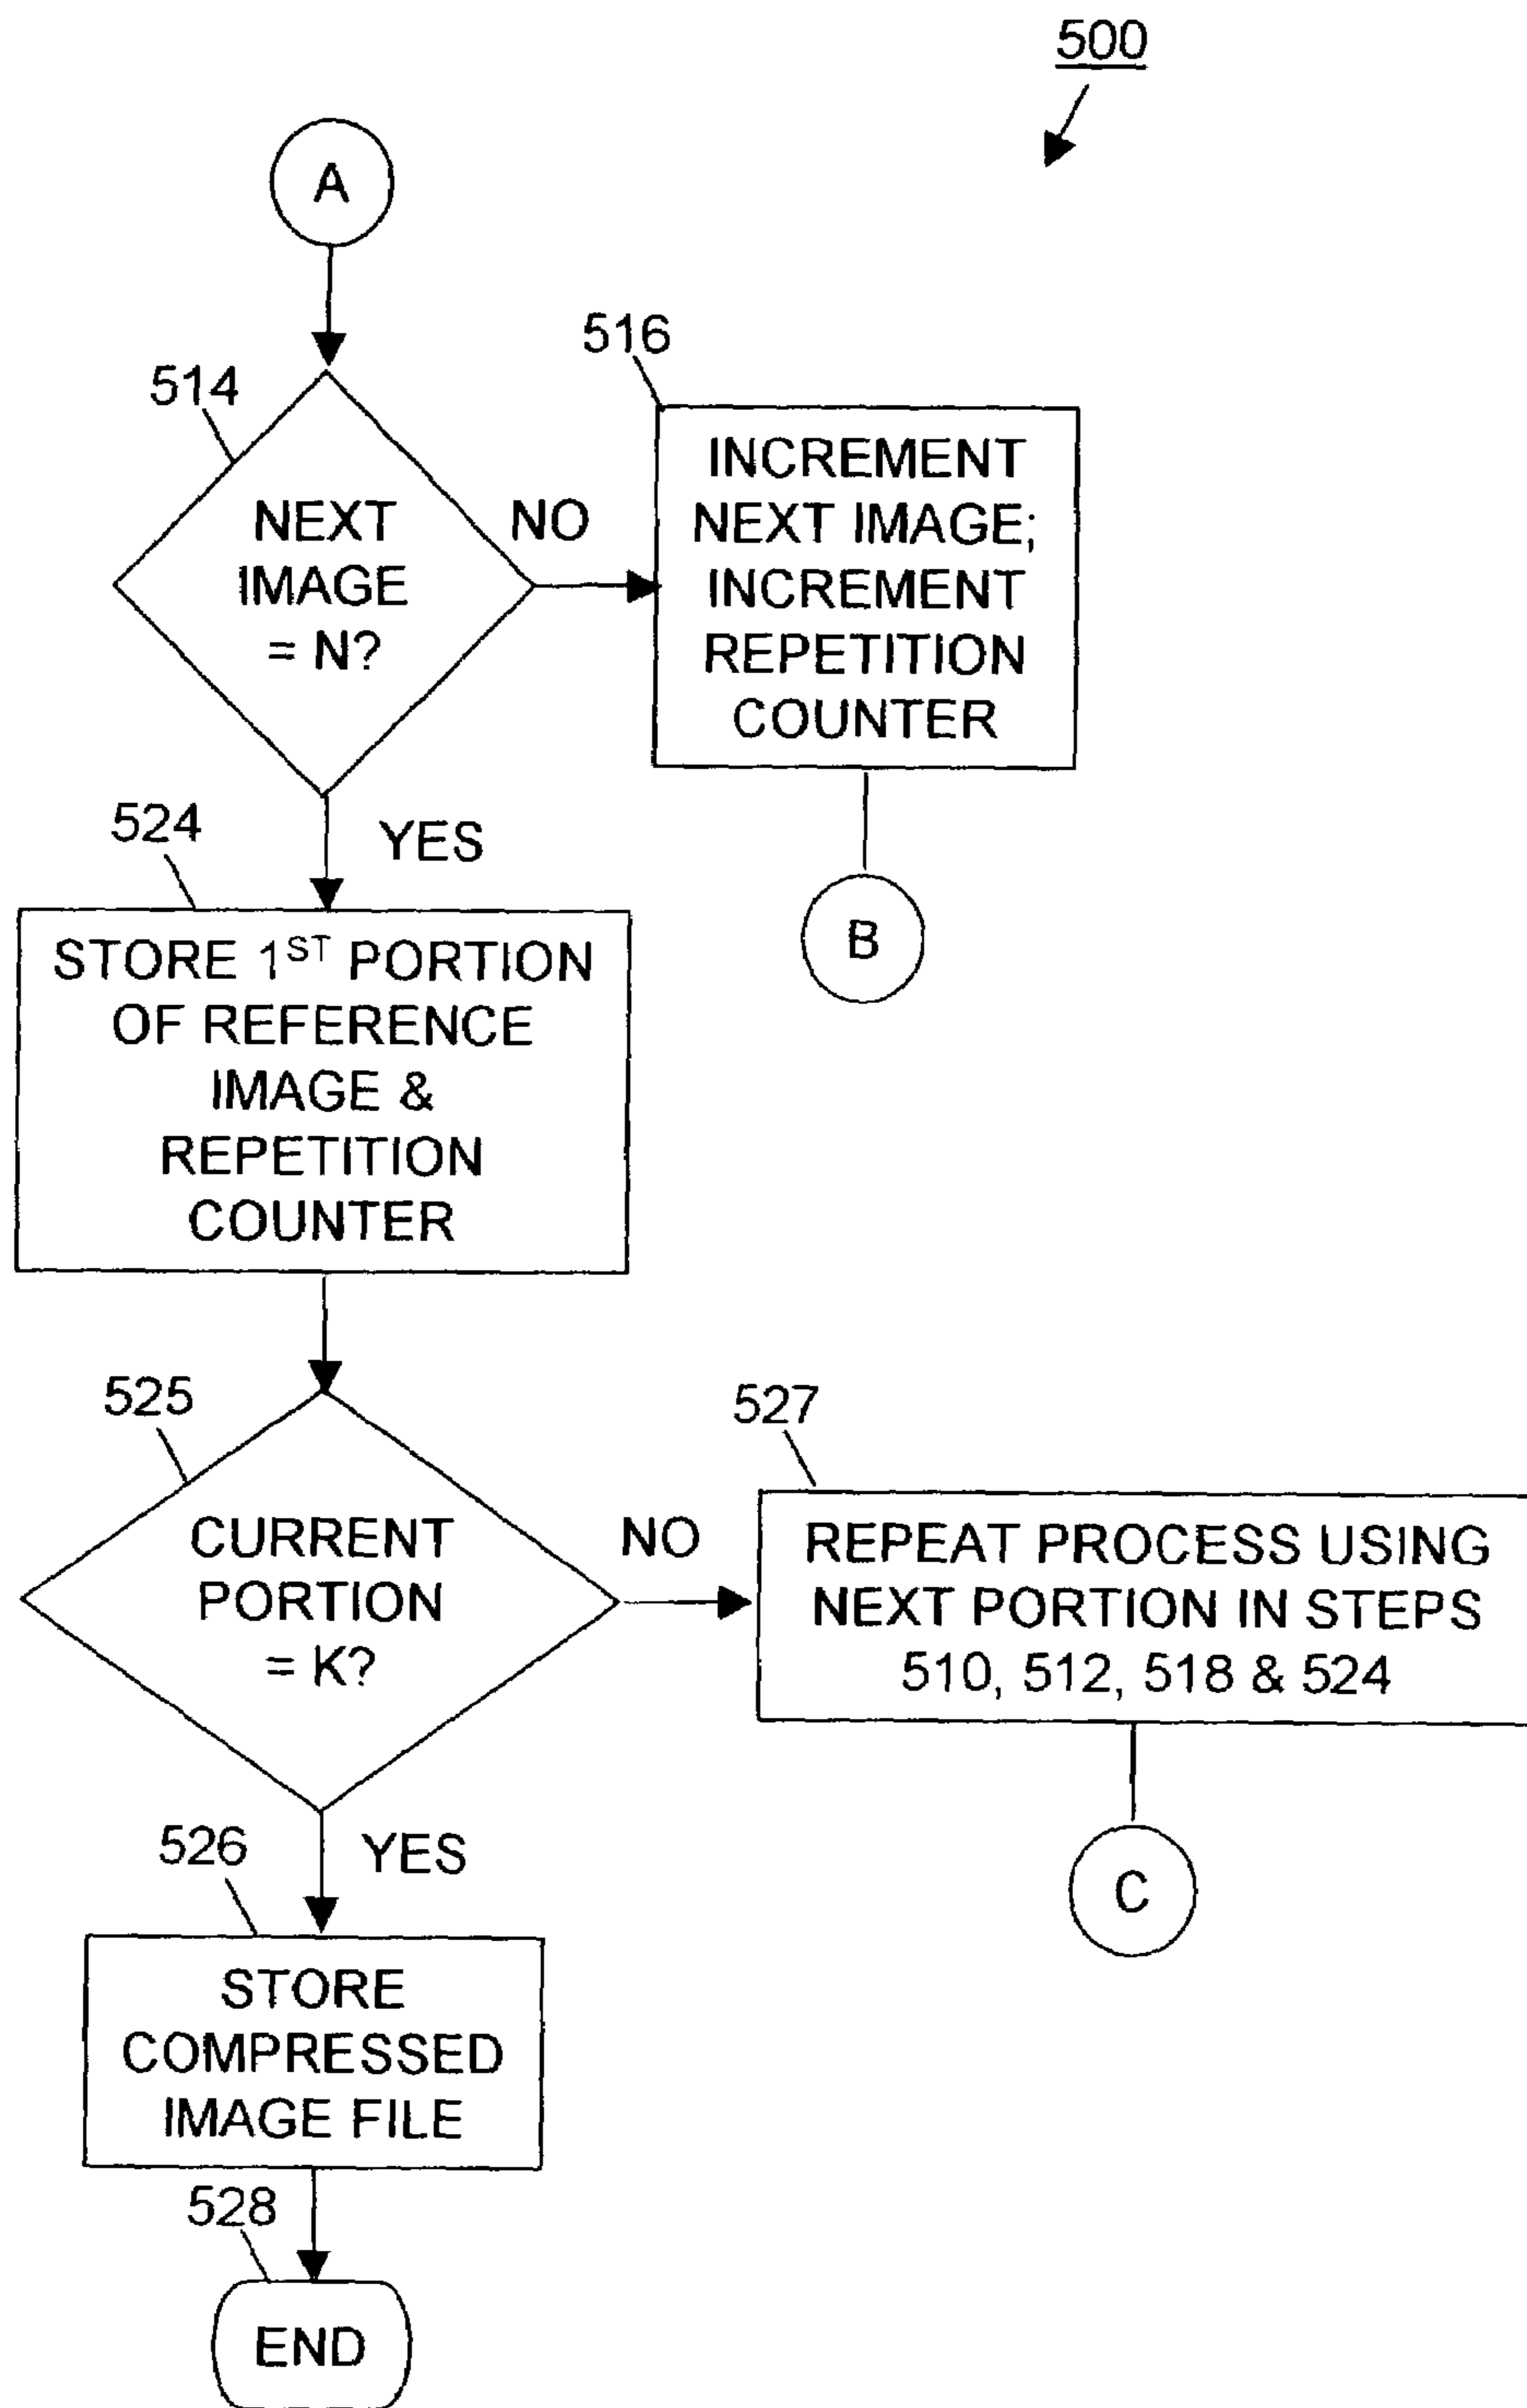 500
A
514
NEXT
IMAGE
= N?
NO
516
INCREMENT
NEXT IMAGE;
INCREMENT
REPETITION
COUNTER
B
YES
524
STORE 1ST PORTION
OF REFERENCE
IMAGE &
REPETITION
COUNTER
525
CURRENT
PORTION
= K?
NO
527
REPEAT PROCESS USING
NEXT PORTION IN STEPS
510, 512, 518 & 524
C
YES
526
STORE
COMPRESSED
IMAGE FILE
528
END